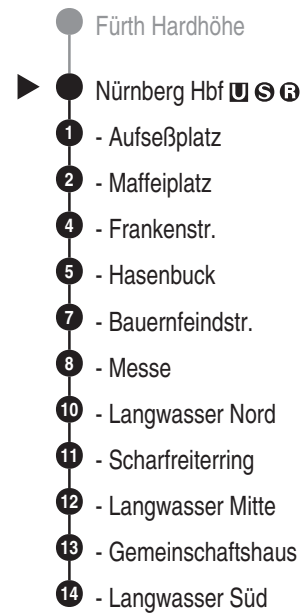 Fürth Hardhöhe
Nürnberg Hbf U S R
1 - Aufseßplatz
2 - Maffeiplatz
4 - Frankenstr.
5 - Hasenbuck
7 - Bauernfeindstr.
8 - Messe
10 - Langwasser Nord
11 - Scharfreiterring
12 - Langwasser Mitte
13 - Gemeinschaftshaus
14 - Langwasser Süd